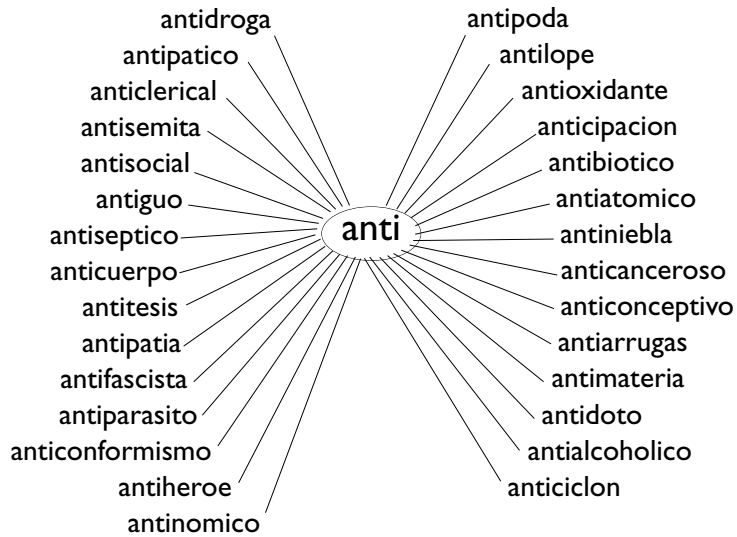 antidroga
antipatico
anticlerical
antisemita
antisocial
antiguo
antiseptico
anticuerpo
antitesis
antipatia
antifascista
antiparasito
anticonformismo
antiheroe
antinomico
anti
antipoda
antilope
antioxidante
anticipacion
antibiotico
antiatomico
antiniebla
anticanceroso
anticonceptivo
antiarrugas
antimateria
antidoto
antialcoholico
anticiclon